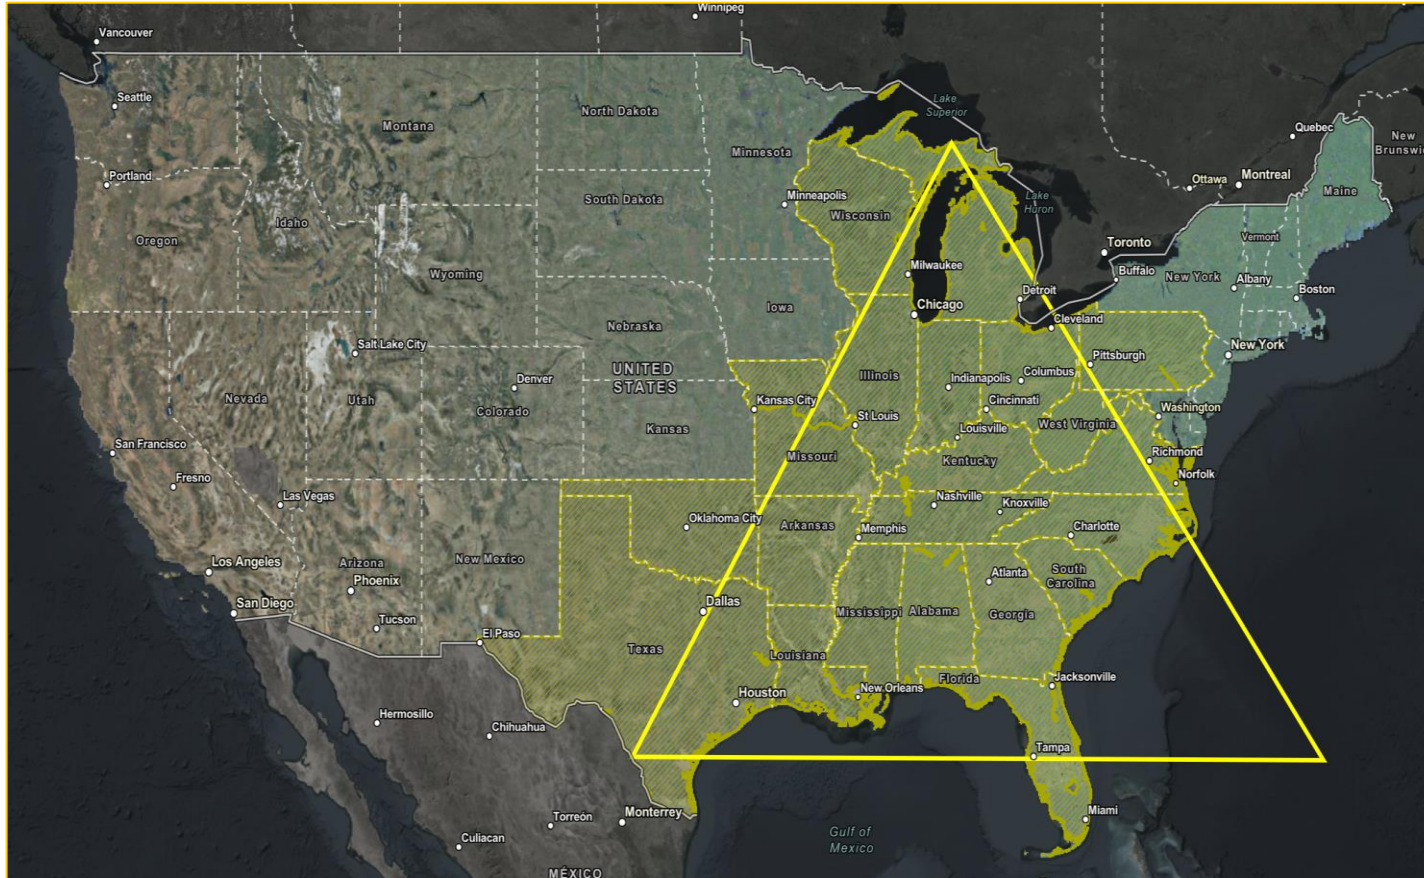 Winnipeg
Vancouver
Seattle
North Dakota
Lake
Superior
Montana
Quebec
New
Brunswic
Minnesota
Portland
Ottawa
Montreal
Maine
Minneapolis
South Dakota
Lake
Huron
Idaho
Wisconsin
Oregon
Vermont
Toronto
Wyoming
Milwaukee
Buffalo
New York
Albany
Boston
Detroit
Iowa
Chicago
Cleveland
Nebraska
Salt Lake City
New York
Pittsburgh
UNITED
STATES
Illinois
Indianapolis
Columbus
Denver
Nevada
Utah
Colorado
Kansas City
Cincinnati
Washington
St Louis
West Virginia
Kansas
Louisville
San Francisco
Missouri
Kentucky
Richmond
Fresno
Norfolk
Las Vegas
Nashville
Knoxville
Oklahoma City
Arkansas
Memphis
Charlotte
Los Angeles
Arizona
New Mexico
Phoenix
South
Carolina
Atlanta
San Diego
Dallas
Mississippi
Alabama
Georgia
Tucson
El Paso
Texas
Louisiana
Florida
Jacksonville
Houston
New Orleans
Hermosillo
Chihuahua
Tampa
Torreón
Monterrey
Miami
Culiacan
Gulf of
Mexico
MÉXICO